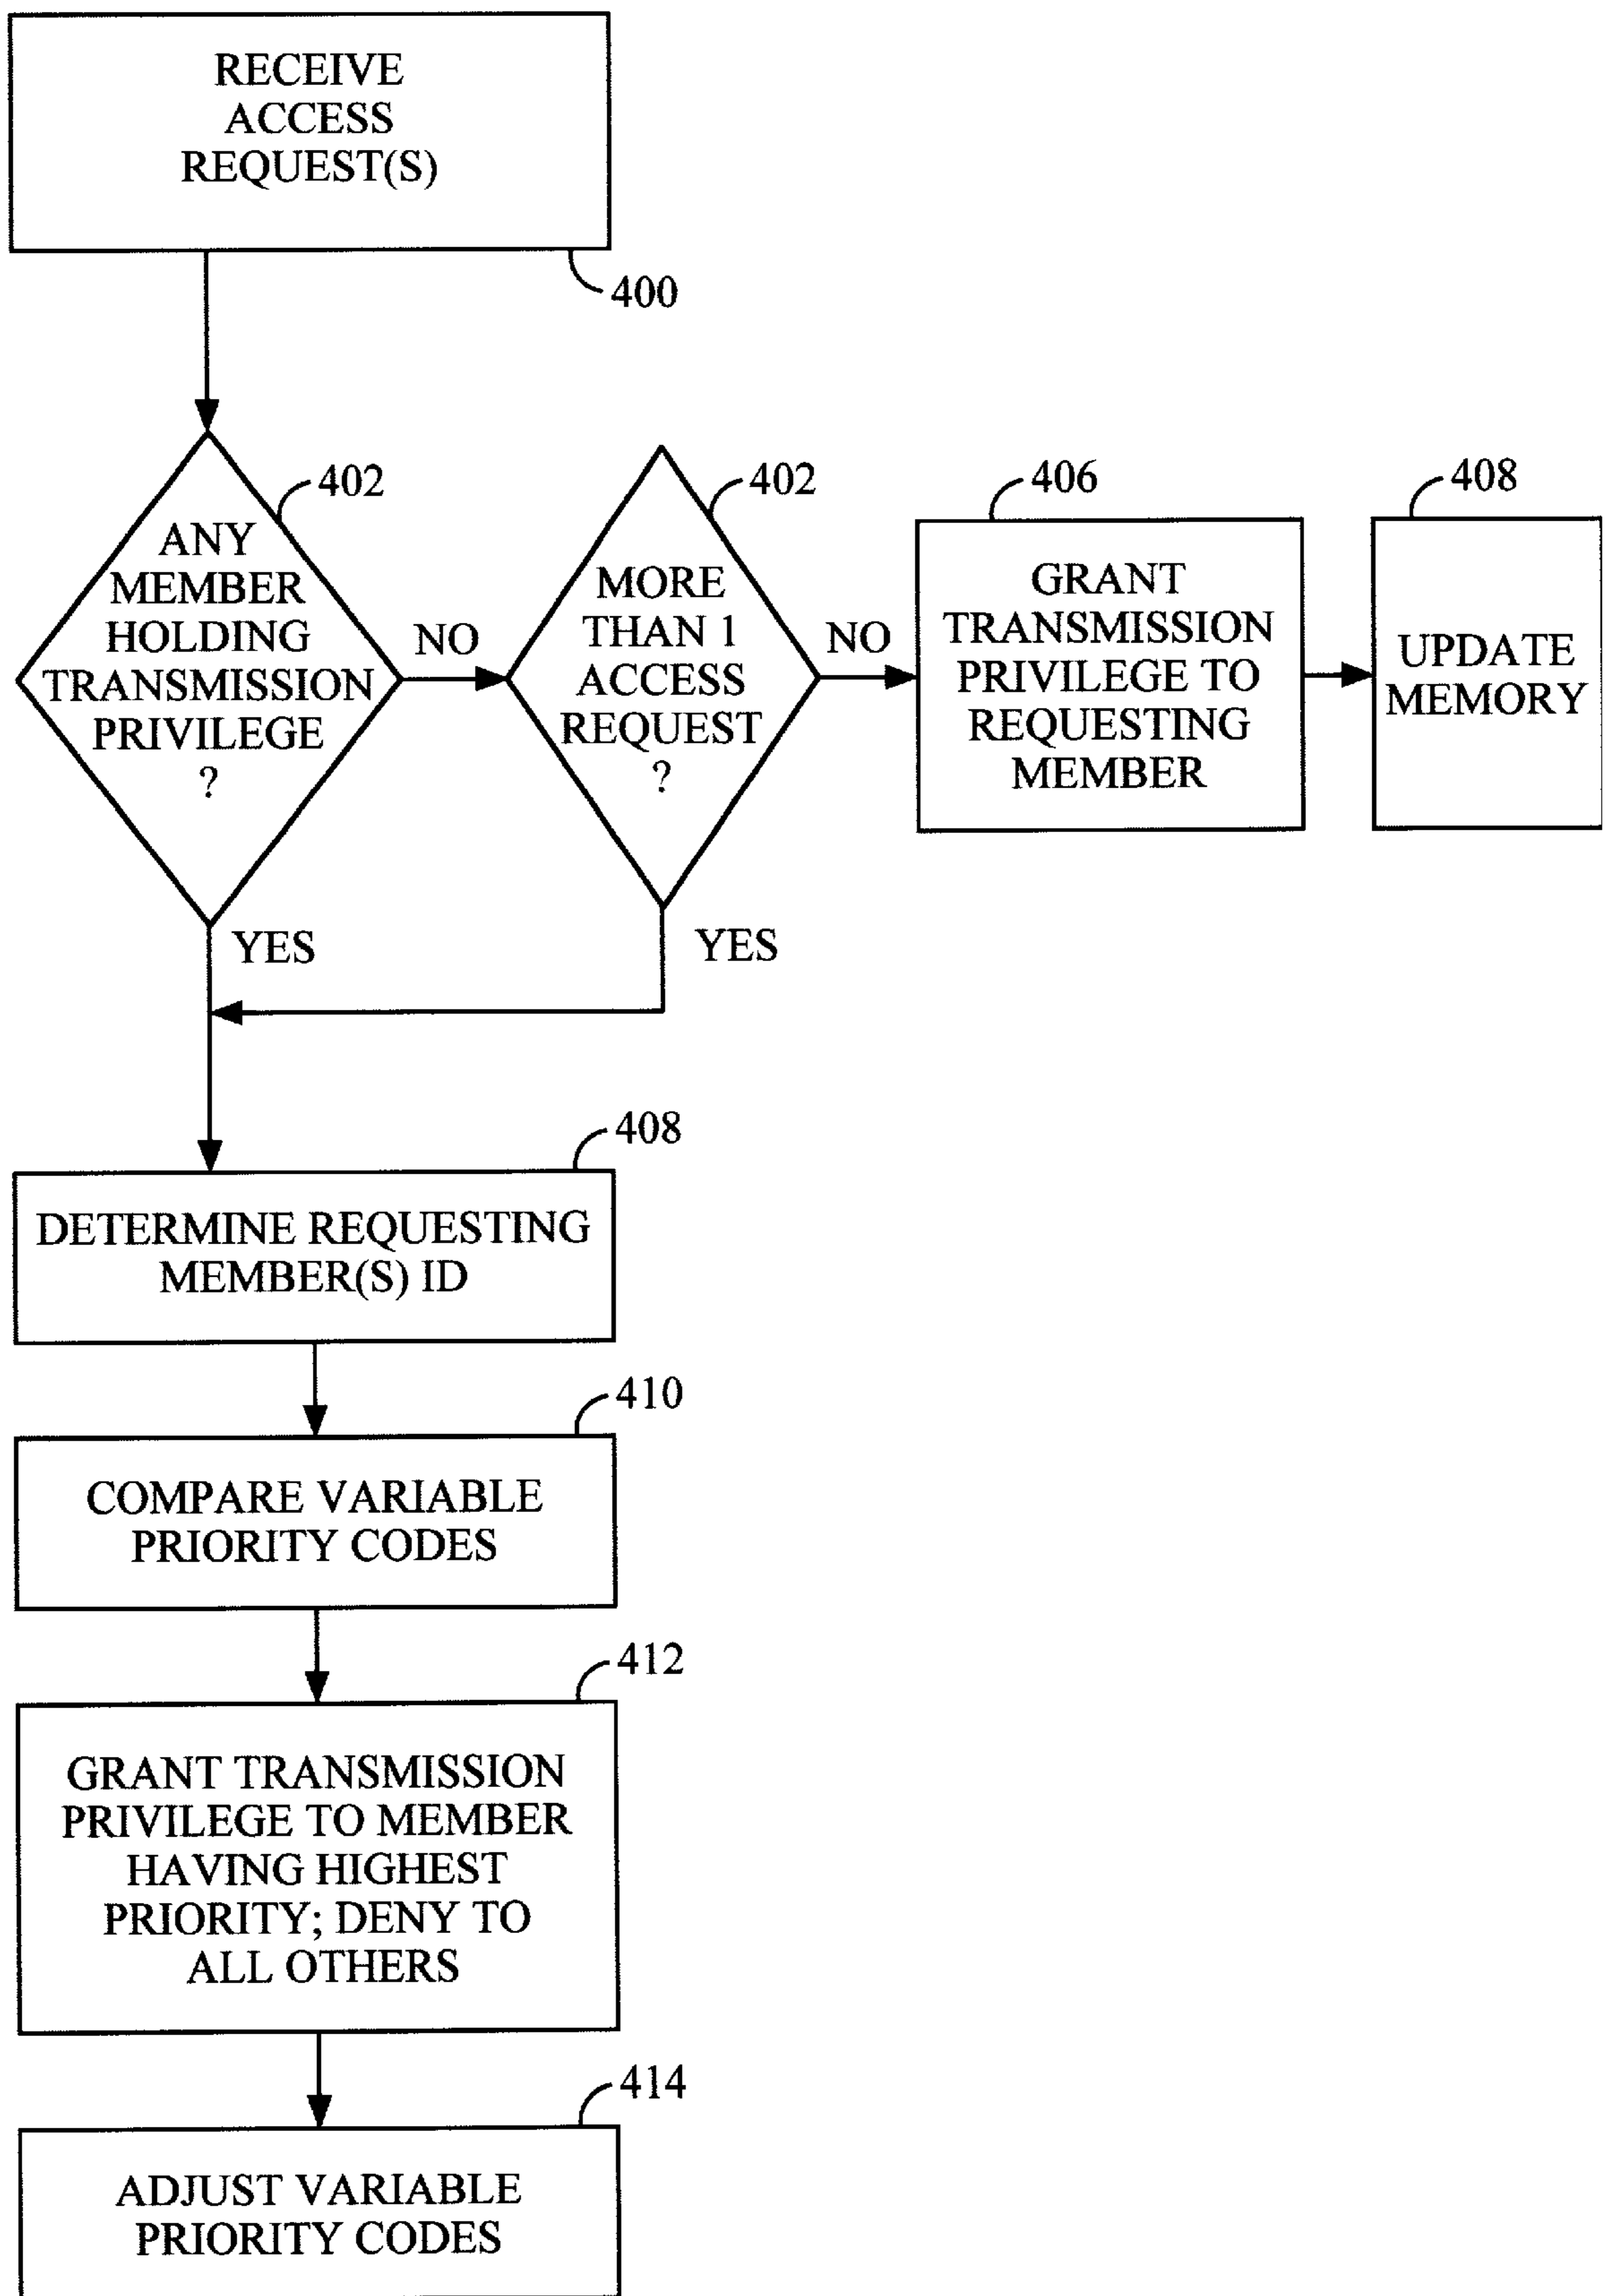 RECEIVE
ACCESS
REQUEST(S)
400
402
ANY
MEMBER
HOLDING
TRANSMISSION
PRIVILEGE
?
NO
YES
402
MORE
THAN 1
ACCESS
REQUEST
?
NO
YES
406
GRANT
TRANSMISSION
PRIVILEGE TO
REQUESTING
MEMBER
408
UPDATE
MEMORY
408
DETERMINE REQUESTING
MEMBER(S) ID
410
COMPARE VARIABLE
PRIORITY CODES
412
GRANT TRANSMISSION
PRIVILEGE TO MEMBER
HAVING HIGHEST
PRIORITY; DENY TO
ALL OTHERS
414
ADJUST VARIABLE
PRIORITY CODES